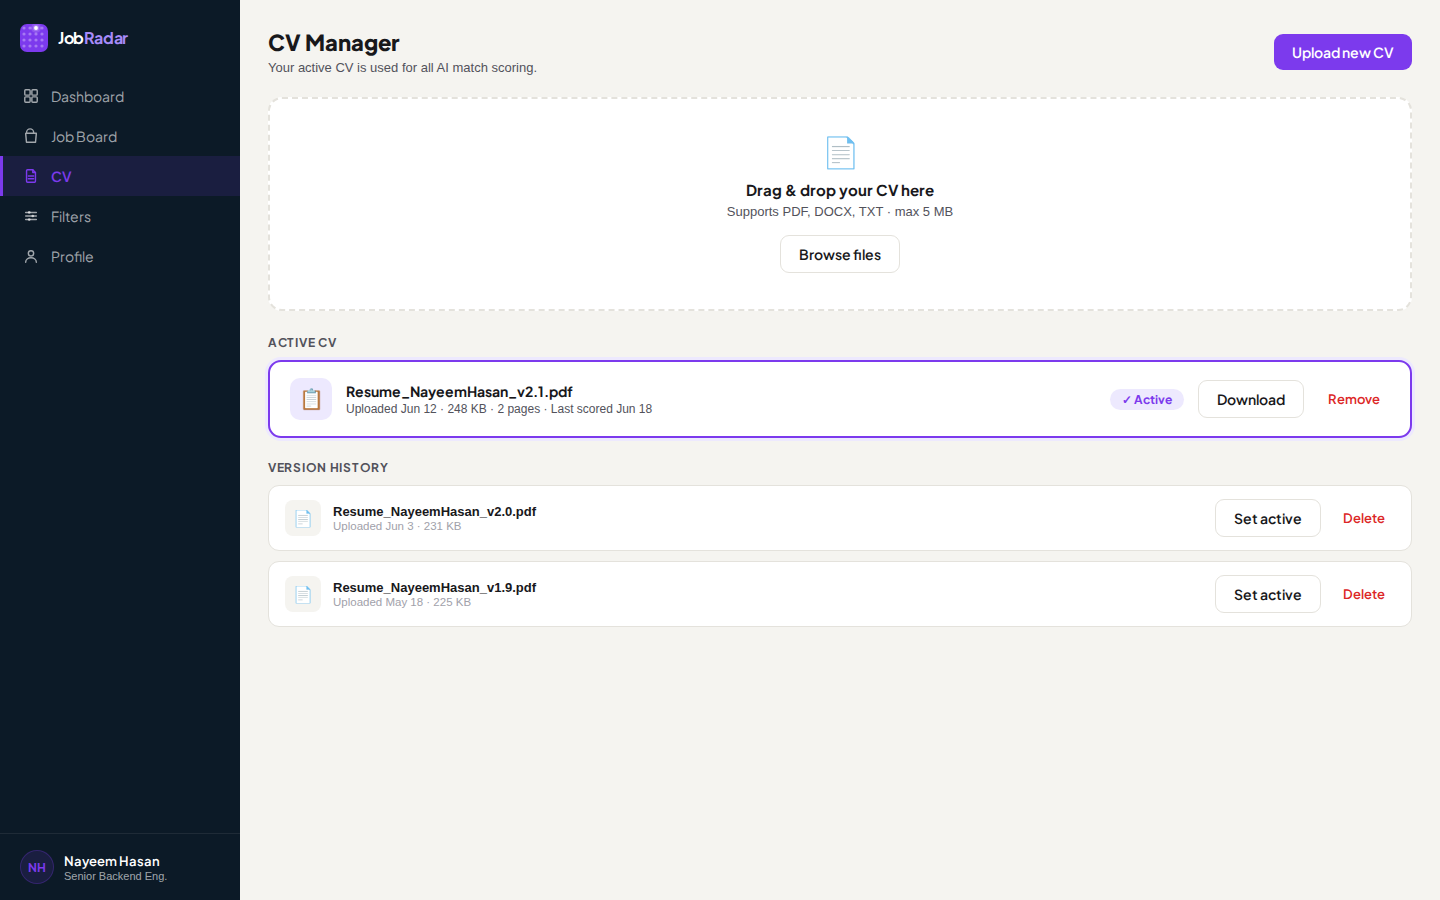 JobRadar
Dashboard
Job Board
CV
Filters
Profile
NH
Nayeem Hasan
Senior Backend Eng.
CV Manager
Your active CV is used for all AI match scoring.
Upload new CV
Drag & drop your CV here
Supports PDF, DOCX, TXT · max 5 MB
Browse files
ACTIVE CV
Resume_NayeemHasan_v2.1.pdf
Uploaded Jun 12 · 248 KB · 2 pages · Last scored Jun 18
✓ Active
Download
Remove
VERSION HISTORY
Resume_NayeemHasan_v2.0.pdf
Uploaded Jun 3 · 231 KB
Set active
Delete
Resume_NayeemHasan_v1.9.pdf
Uploaded May 18 · 225 KB
Set active
Delete